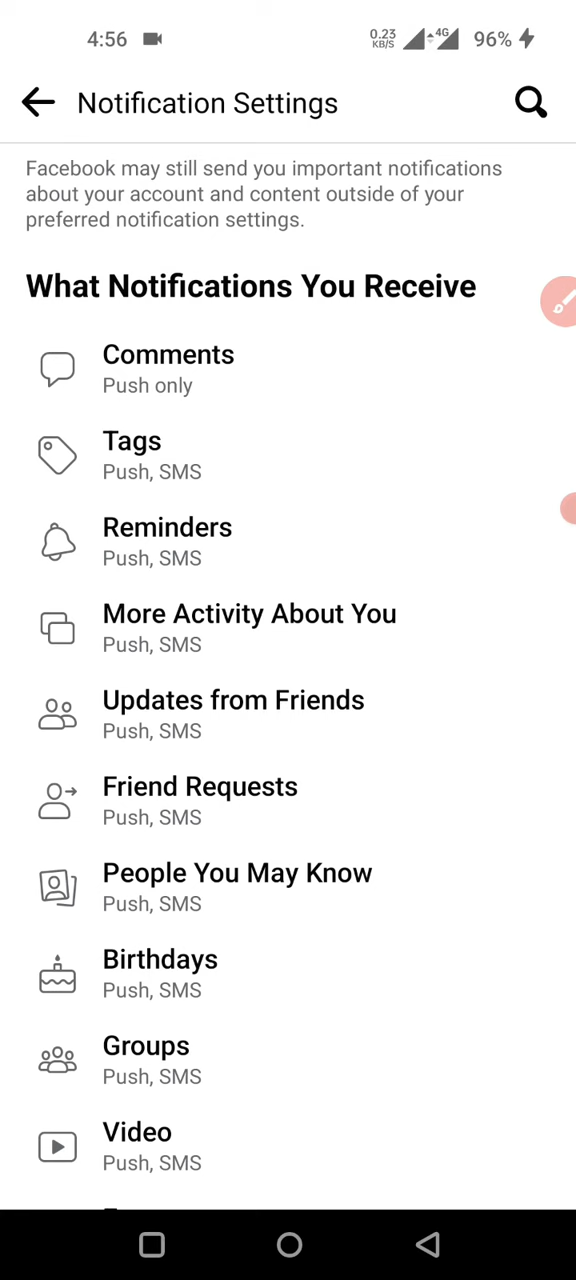 4:56
0.23 KB/S 4G 96%
Notification Settings
Facebook may still send you important notifications
about your account and content outside of your
preferred notification settings.
What Notifications You Receive
Comments
Push only
Tags
Push, SMS
Reminders
Push, SMS
More Activity About You
Push, SMS
Updates from Friends
Push, SMS
Friend Requests
Push, SMS
People You May Know
Push, SMS
Birthdays
Push, SMS
Groups
Push, SMS
Video
Push, SMS